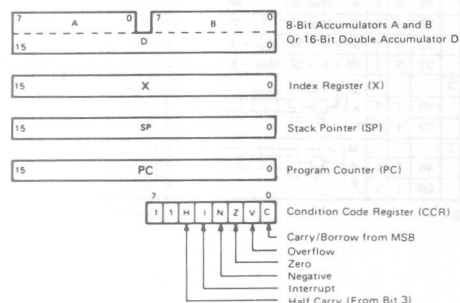 7 A 0 7 B 0 8-Bit Accumulators A and B
15 D 0 Or 16-Bit Double Accumulator D
15 X 0 Index Register (X)
15 SP 0 Stack Pointer (SP)
15 PC 0 Program Counter (PC)
7 0
1 1 H I N Z V C Condition Code Register (CCR)
Carry/Borrow from MSB
Overflow
Zero
Negative
Interrupt
Half Carry (From Bit 3)